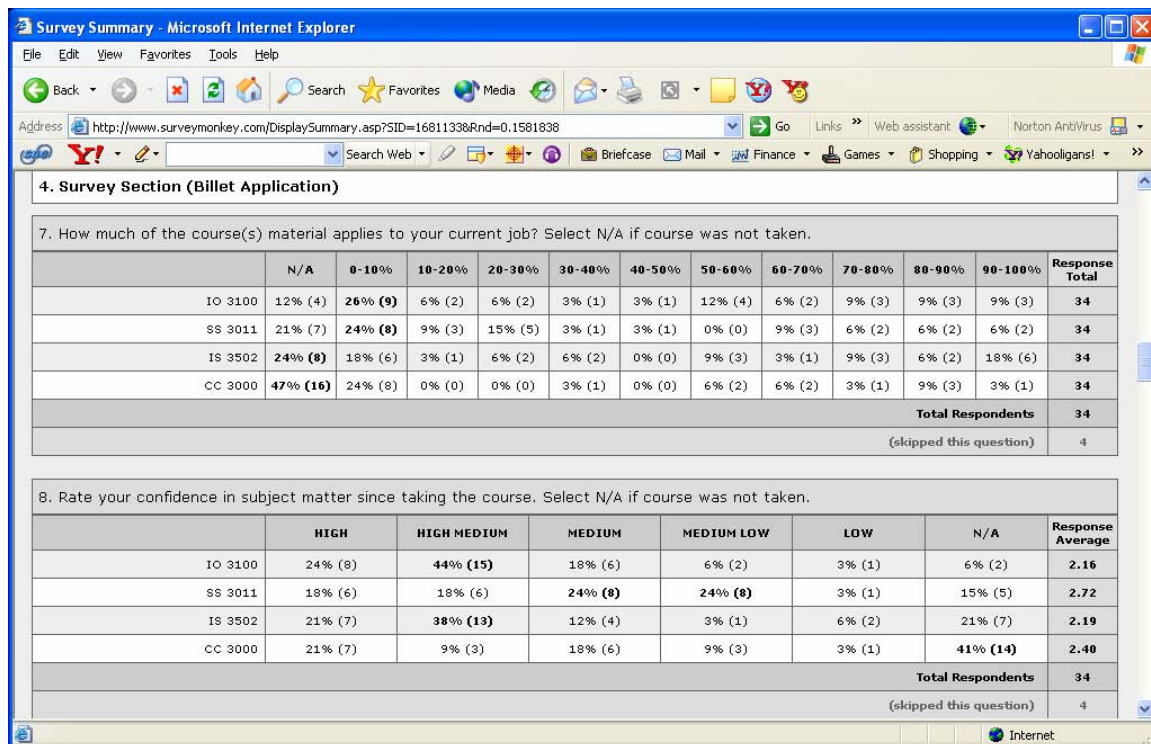 Survey Summary - Microsoft Internet Explorer
File Edit View Favorites Tools Help
Back Search Favorites Media
Address http://www.surveymonkey.com/DisplaySummary.asp?SID=1681133&Rnd=0.1581838 Go Links » Web assistant Norton AntiVirus
Y! Search Web Briefcase Mail Finance Games Shopping Yahooligans! »
4. Survey Section (Billet Application)
7. How much of the course(s) material applies to your current job? Select N/A if course was not taken.
N/A 0-10% 10-20% 20-30% 30-40% 40-50% 50-60% 60-70% 70-80% 80-90% 90-100% Response Total
IO 3100 12% (4) 26% (9) 6% (2) 6% (2) 3% (1) 3% (1) 12% (4) 6% (2) 9% (3) 9% (3) 9% (3) 34
SS 3011 21% (7) 24% (8) 9% (3) 15% (5) 3% (1) 3% (1) 0% (0) 9% (3) 6% (2) 6% (2) 6% (2) 34
IS 3502 24% (8) 18% (6) 3% (1) 6% (2) 6% (2) 0% (0) 9% (3) 3% (1) 9% (3) 6% (2) 18% (6) 34
CC 3000 47% (16) 24% (8) 0% (0) 0% (0) 3% (1) 0% (0) 6% (2) 6% (2) 3% (1) 9% (3) 3% (1) 34
Total Respondents 34
(skipped this question) 4
8. Rate your confidence in subject matter since taking the course. Select N/A if course was not taken.
HIGH HIGH MEDIUM MEDIUM MEDIUM LOW LOW N/A Response Average
IO 3100 24% (8) 44% (15) 18% (6) 6% (2) 3% (1) 6% (2) 2.16
SS 3011 18% (6) 18% (6) 24% (8) 24% (8) 3% (1) 15% (5) 2.72
IS 3502 21% (7) 38% (13) 12% (4) 3% (1) 6% (2) 21% (7) 2.19
CC 3000 21% (7) 9% (3) 18% (6) 9% (3) 3% (1) 41% (14) 2.40
Total Respondents 34
(skipped this question) 4
Internet